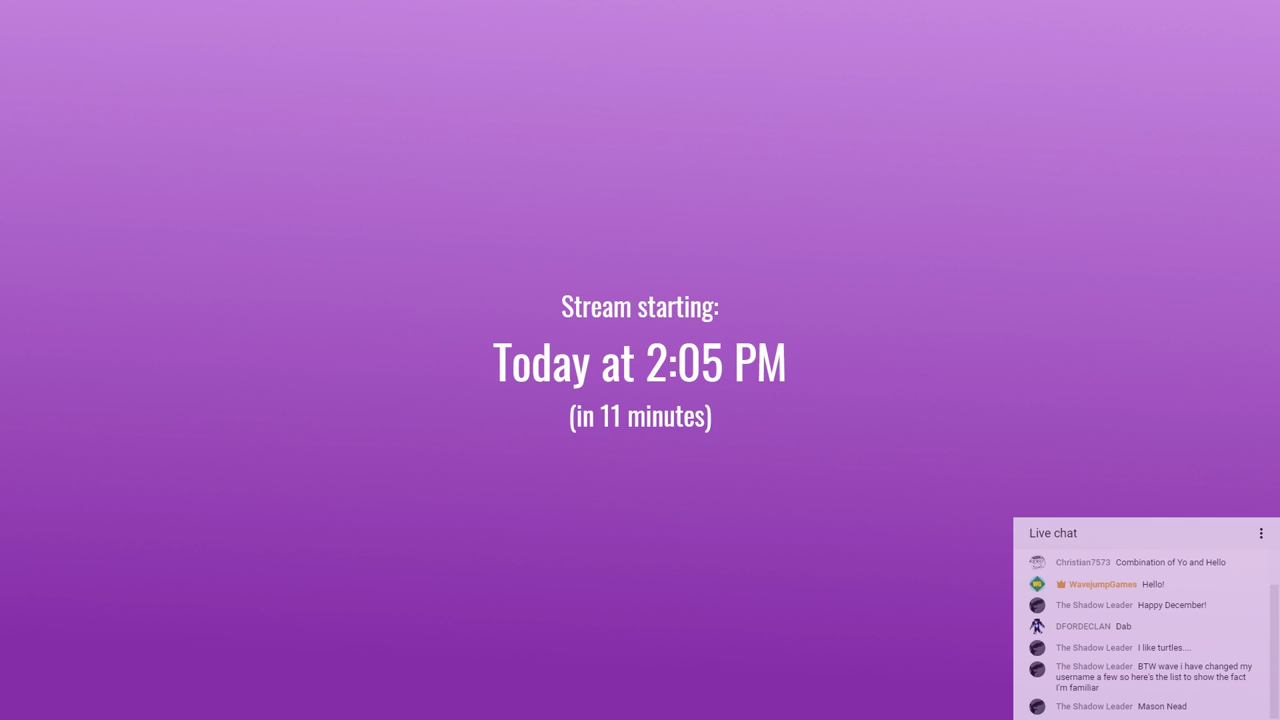 Stream starting:
Today at 2:05 PM
(in 11 minutes)
Live chat
Christian7573 Combination of Yo and Hello
WavejumpGames Hello!
The Shadow Leader Happy December!
DFORDECLAN Dab
The Shadow Leader I like turtles....
The Shadow Leader BTW wave i have changed my
username a few so here's the list to show the fact
I'm familiar
The Shadow Leader Mason Nead